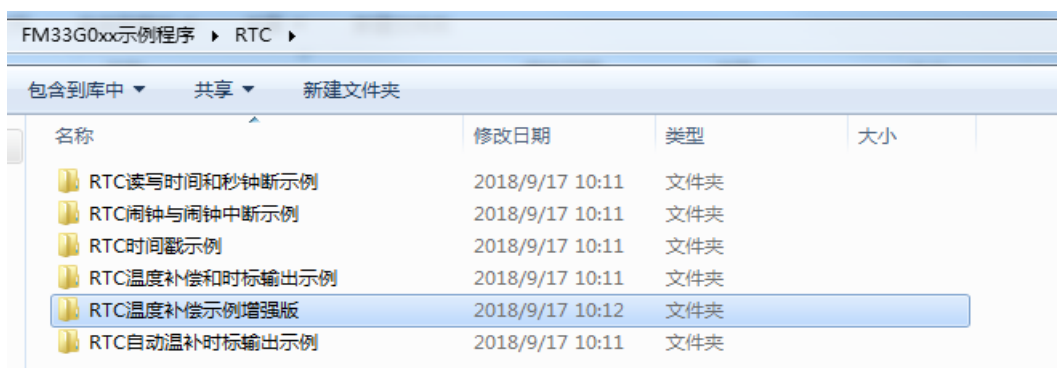 FM33G0xx示例程序 ▸ RTC ▸
包含到库中 共享 新建文件夹
名称 修改日期 类型 大小
RTC读写时间和秒钟断示例 2018/9/17 10:11 文件夹
RTC闹钟与闹钟中断示例 2018/9/17 10:11 文件夹
RTC时间戳示例 2018/9/17 10:11 文件夹
RTC温度补偿和时标输出示例 2018/9/17 10:11 文件夹
RTC温度补偿示例增强版 2018/9/17 10:12 文件夹
RTC自动温补时标输出示例 2018/9/17 10:11 文件夹